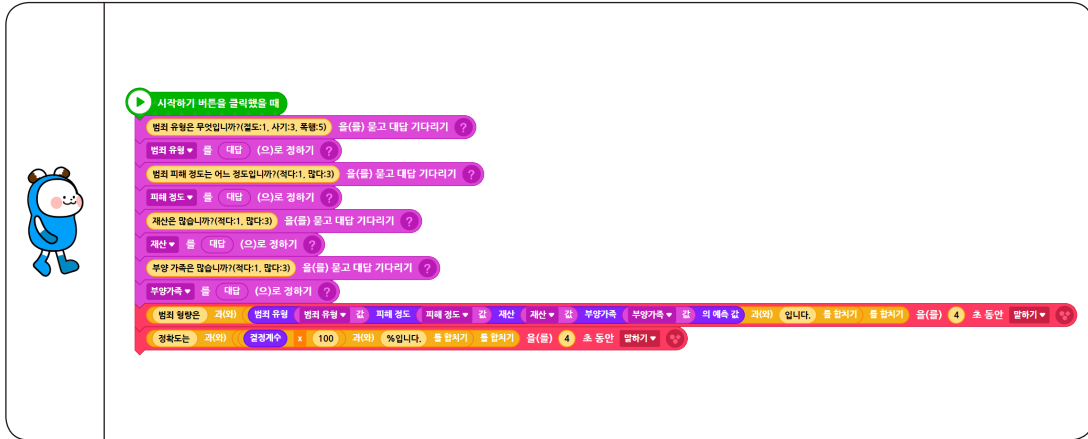 시작하기 버튼을 클릭했을 때
범죄 유형은 무엇입니까?(절도:1, 사기:3, 폭행:5) 을(를) 묻고 대답 기다리기 ?
범죄 유형 ▼ 를 대답 (으)로 정하기 ?
범죄 피해 정도는 어느 정도입니까?(적다:1, 많다:3) 을(를) 묻고 대답 기다리기 ?
피해 정도 ▼ 를 대답 (으)로 정하기 ?
재산은 많습니까?(적다:1, 많다:3) 을(를) 묻고 대답 기다리기 ?
재산 ▼ 를 대답 (으)로 정하기 ?
부양 가족은 많습니까?(적다:1, 많다:3) 을(를) 묻고 대답 기다리기 ?
부양가족 ▼ 를 대답 (으)로 정하기 ?
범죄 형량은 과(와) 범죄 유형 범죄 유형 ▼ 값 피해 정도 피해 정도 ▼ 값 재산 재산 ▼ 값 부양가족 부양가족 ▼ 값 의 예측 값 과(와) 입니다. 를 합치기 를 합치기 을(를) 4 초 동안 말하기 ▼
정확도는 과(와) 결정계수 x 100 과(와) %입니다. 를 합치기 를 합치기 을(를) 4 초 동안 말하기 ▼